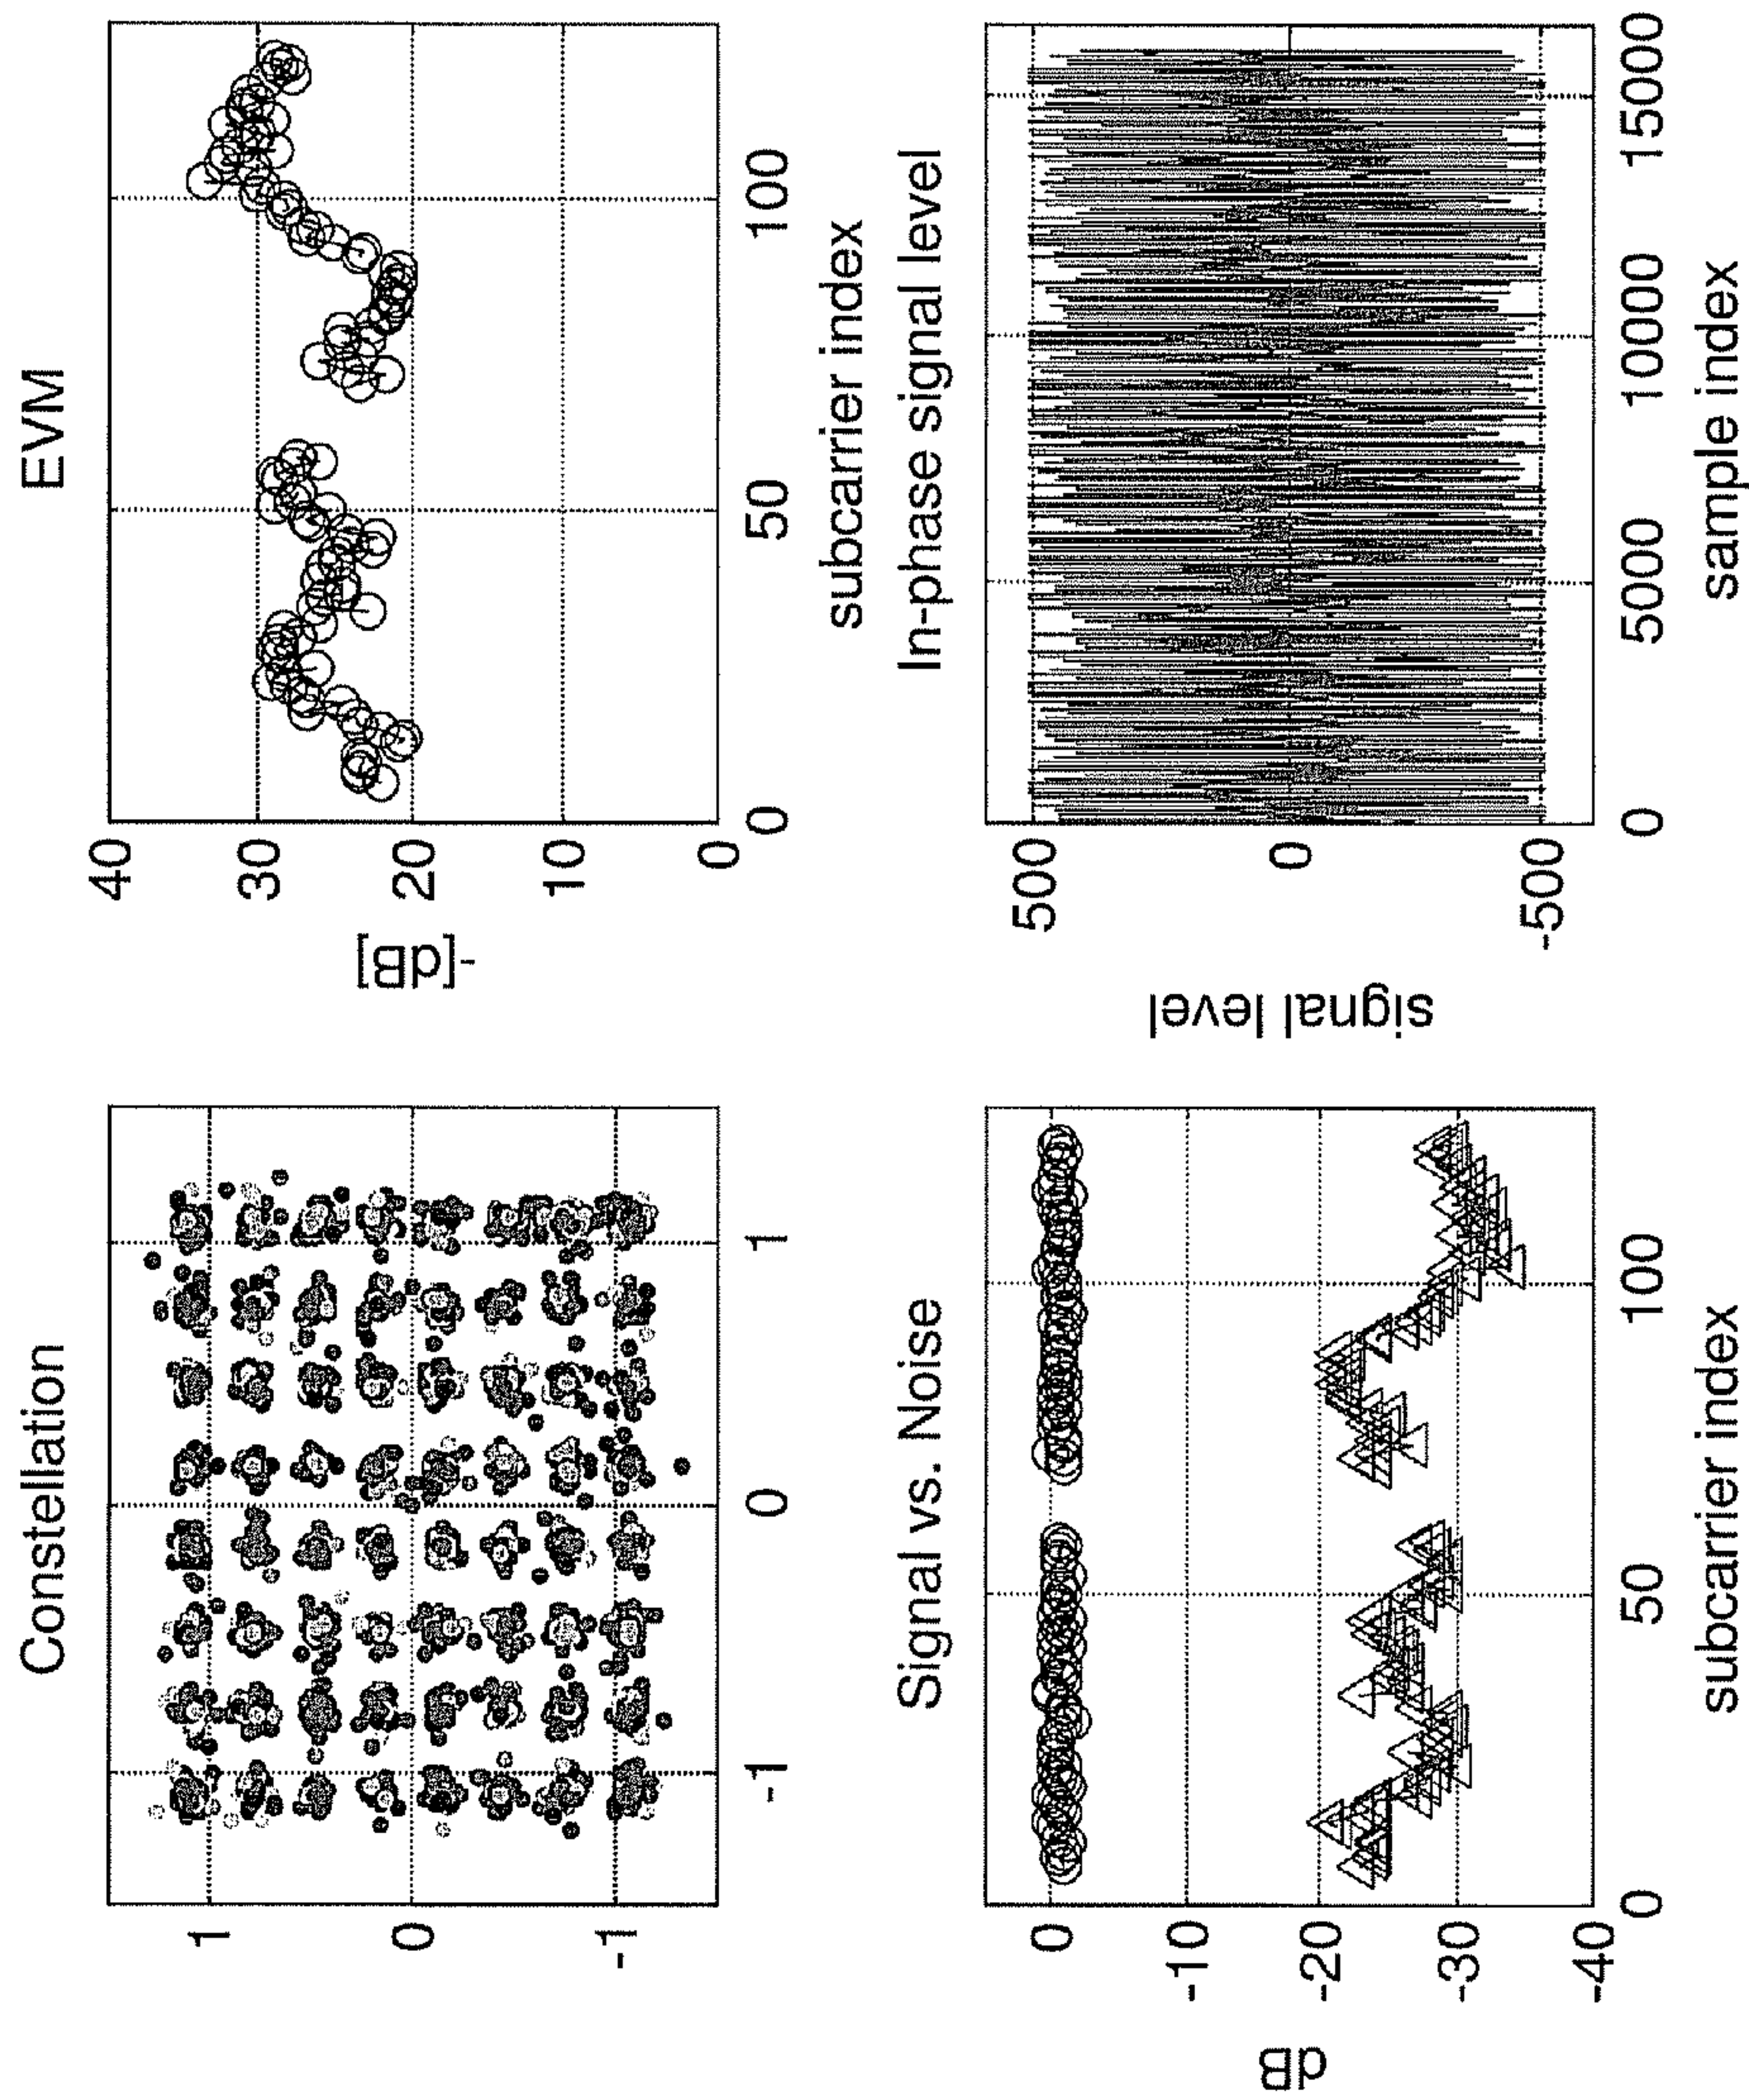 Constellation
1
0
-1
-1
0
1
EVM
-[dB]
40
30
20
10
0
0
50
100
subcarrier index
Signal vs. Noise
dB
0
-10
-20
-30
-40
0
50
100
subcarrier index
In-phase signal level
signal level
500
0
-500
0
5000
10000
15000
sample index